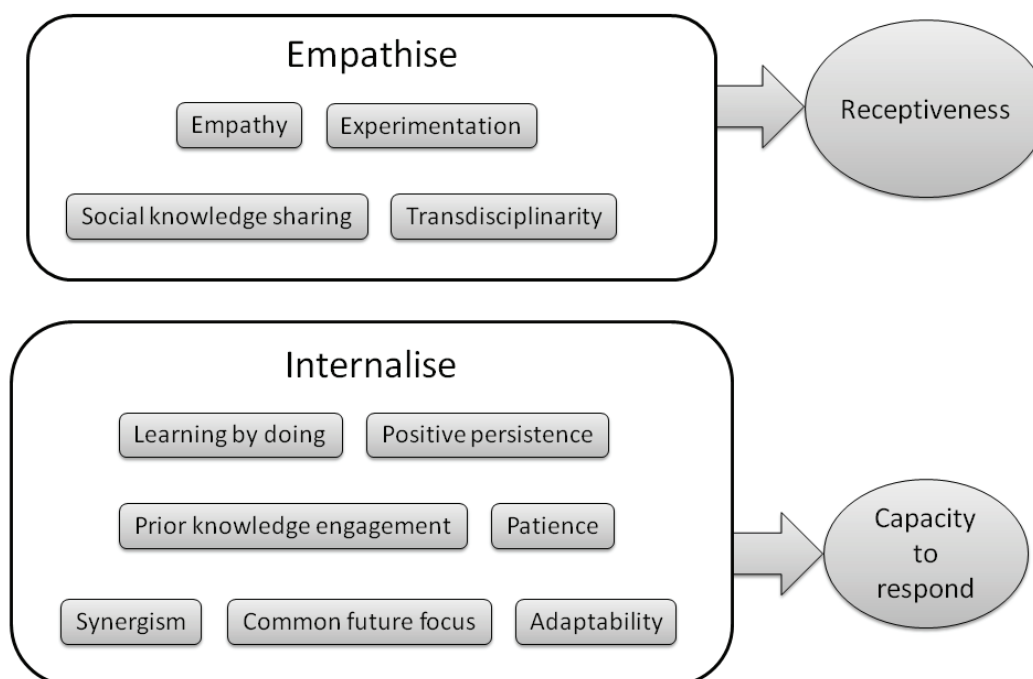 Empathise
Empathy
Experimentation
Receptiveness
Social knowledge sharing
Transdisciplinarity
Internalise
Learning by doing
Positive persistence
Prior knowledge engagement
Patience
Capacity
to
respond
Synergism
Common future focus
Adaptability